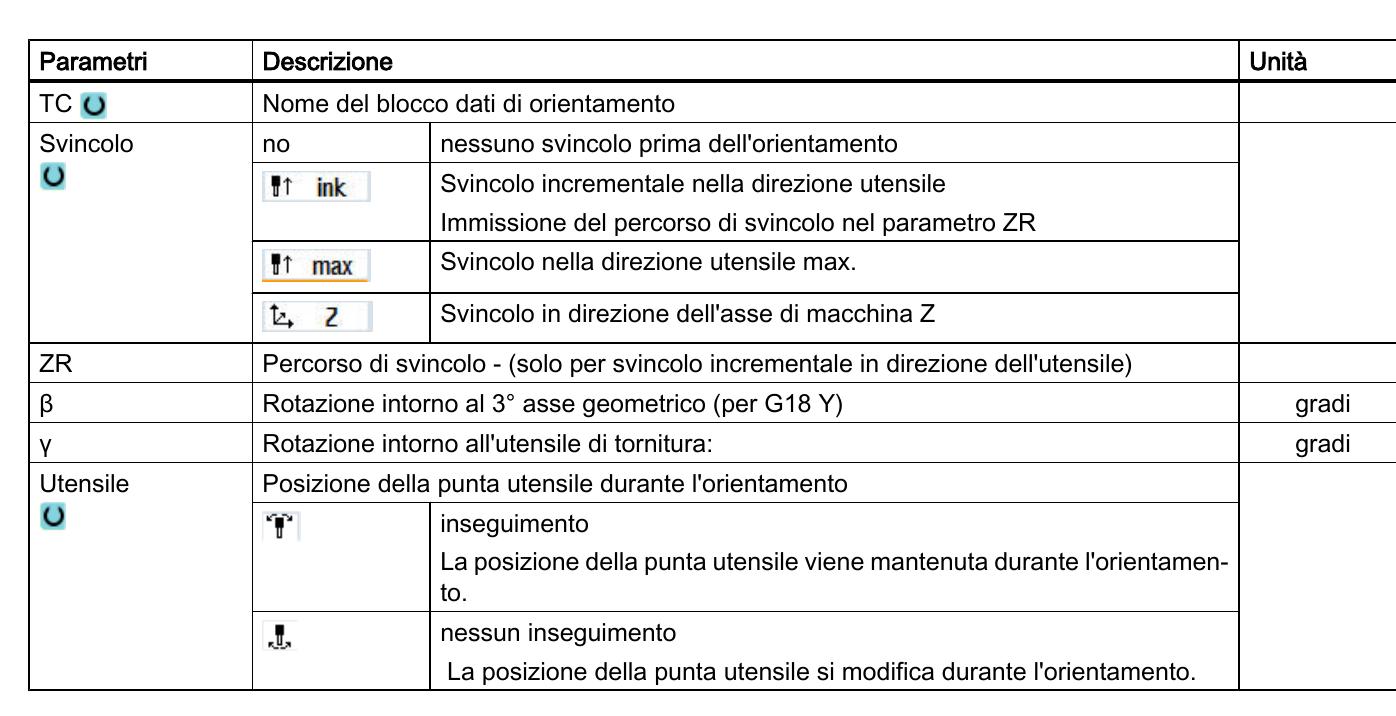 Parametri Descrizione Unità
TC Nome del blocco dati di orientamento
Svincolo no nessuno svincolo prima dell'orientamento
ink Svincolo incrementale nella direzione utensile
Immissione del percorso di svincolo nel parametro ZR
max Svincolo nella direzione utensile max.
Z Svincolo in direzione dell'asse di macchina Z
ZR Percorso di svincolo - (solo per svincolo incrementale in direzione dell'utensile)
β Rotazione intorno al 3° asse geometrico (per G18 Y) gradi
γ Rotazione intorno all'utensile di tornitura: gradi
Utensile Posizione della punta utensile durante l'orientamento
inseguimento
La posizione della punta utensile viene mantenuta durante l'orientamen-
to.
nessun inseguimento
La posizione della punta utensile si modifica durante l'orientamento.